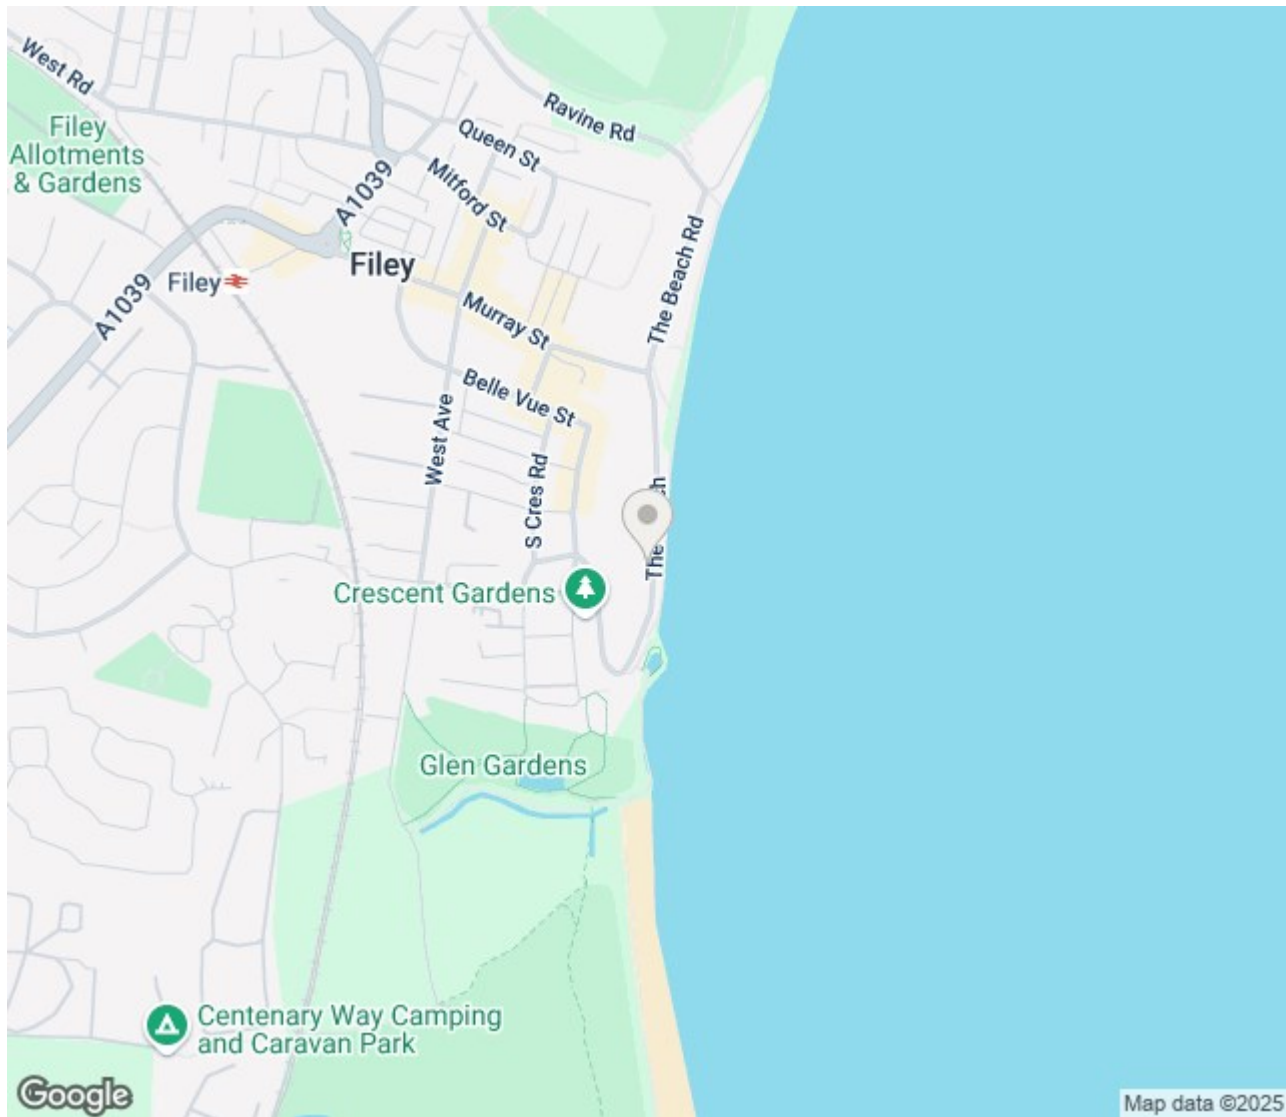 West Rd
Filey
Allotments
& Gardens
Ravine Rd
Queen St
Mitford St
A1039
Filey
Filey
A1039
The Beach Rd
Murray St
Belle Vue St
West Ave
S Cres Rd
The
Crescent Gardens
Glen Gardens
Centenary Way Camping
and Caravan Park
Google
Map data ©2025